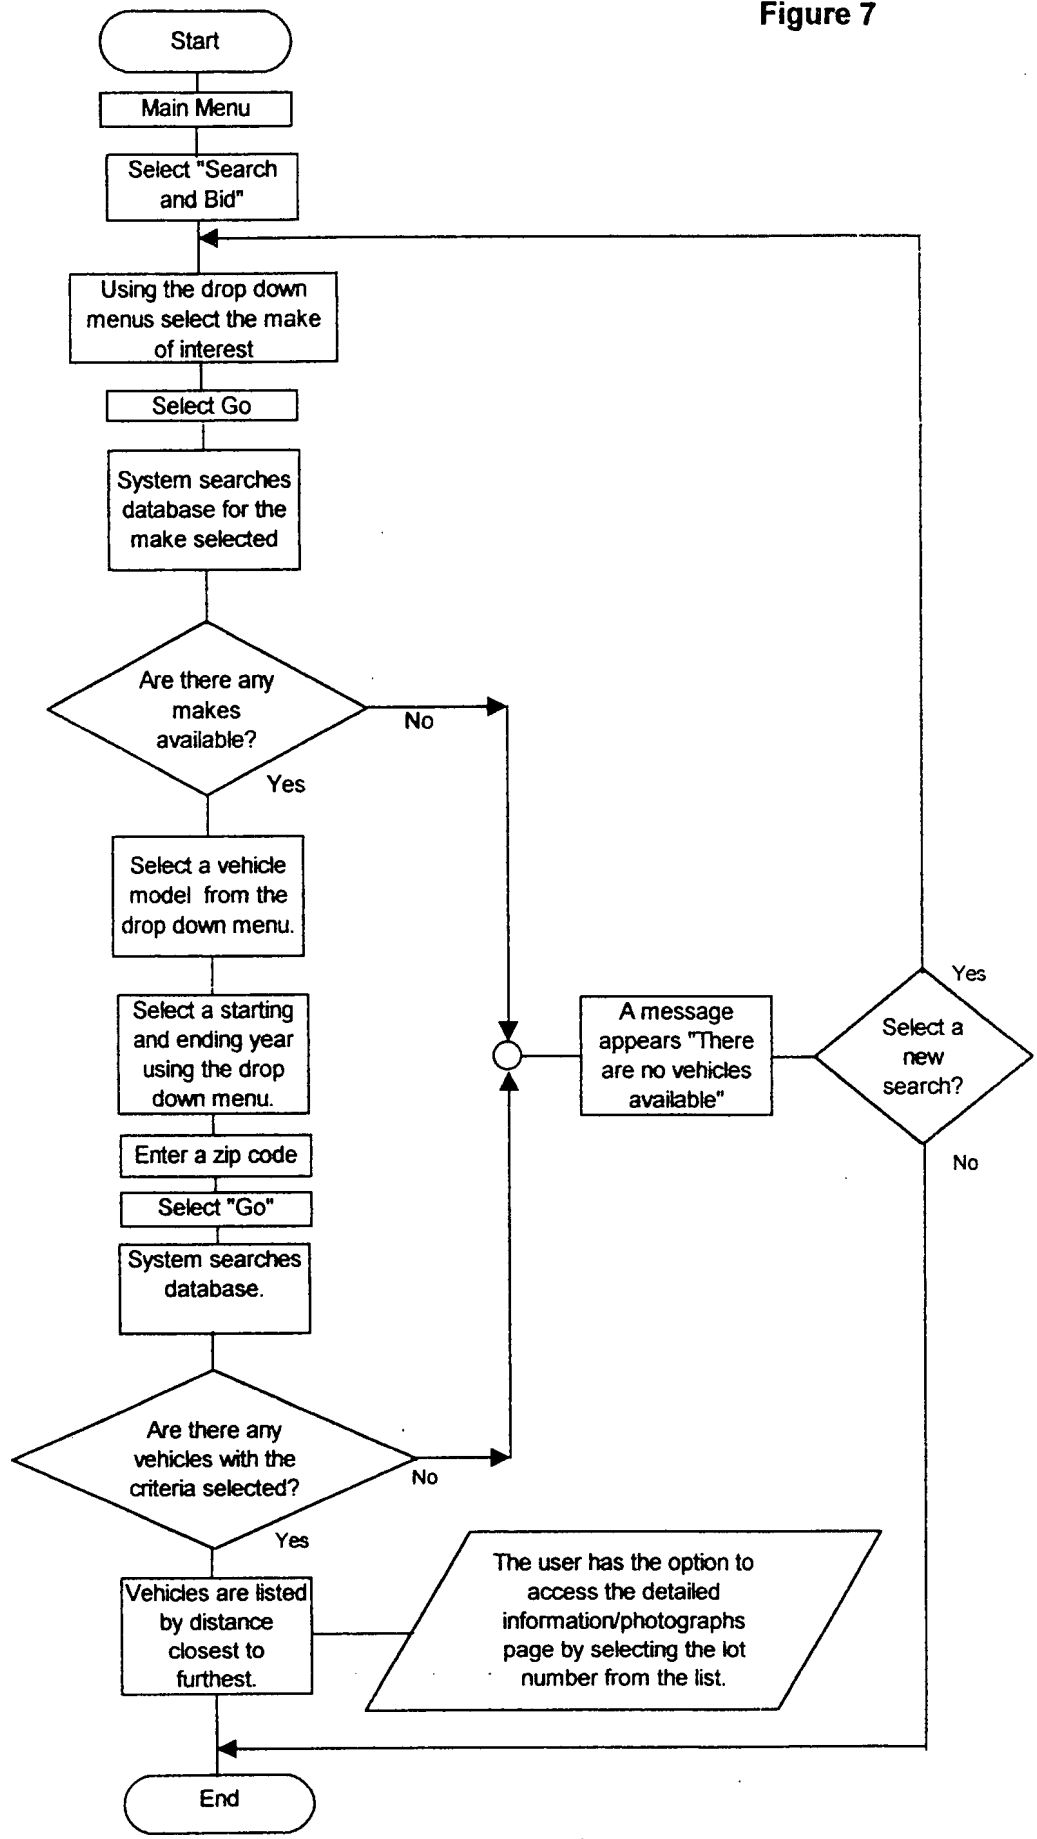 Figure 7
Start
Main Menu
Select "Search
and Bid"
Using the drop down
menus select the make
of interest
Select Go
System searches
database for the
make selected
Are there any
makes
available?
No
Yes
Select a vehicle
model from the
drop down menu.
Select a starting
and ending year
using the drop
down menu.
Enter a zip code
Select "Go"
System searches
database.
Are there any
vehicles with the
criteria selected?
No
Yes
Vehicles are listed
by distance
closest to
furthest.
The user has the option to
access the detailed
information/photographs
page by selecting the lot
number from the list.
A message
appears "There
are no vehicles
available"
Select a
new
search?
Yes
No
End